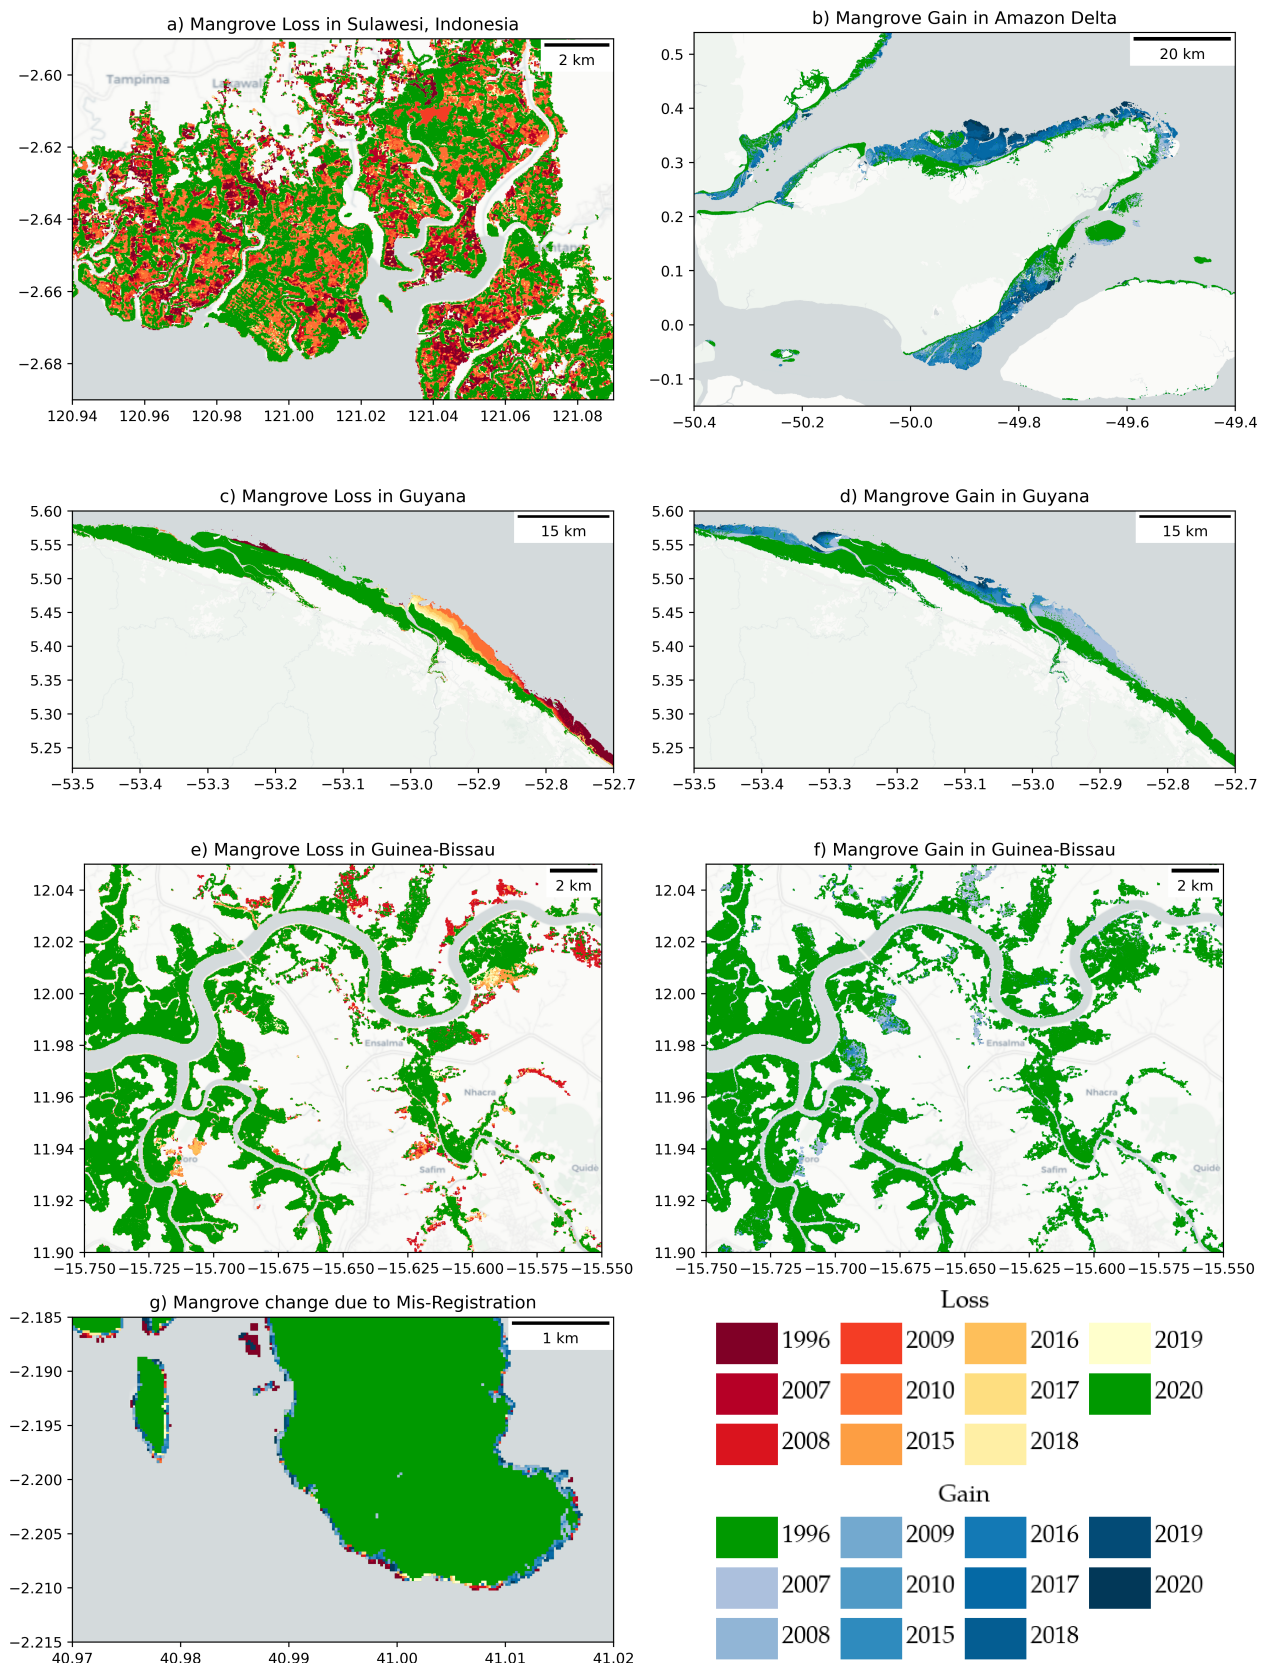 a) Mangrove Loss in Sulawesi, Indonesia
2 km
Tampinna
−2.60
−2.62
−2.64
−2.66
−2.68
120.94 120.96 120.98 121.00 121.02 121.04 121.06 121.08
b) Mangrove Gain in Amazon Delta
20 km
0.5
0.4
0.3
0.2
0.1
0.0
−0.1
−50.4 −50.2 −50.0 −49.8 −49.6 −49.4
c) Mangrove Loss in Guyana
15 km
5.60
5.55
5.50
5.45
5.40
5.35
5.30
5.25
−53.5 −53.4 −53.3 −53.2 −53.1 −53.0 −52.9 −52.8 −52.7
d) Mangrove Gain in Guyana
15 km
5.60
5.55
5.50
5.45
5.40
5.35
5.30
5.25
−53.5 −53.4 −53.3 −53.2 −53.1 −53.0 −52.9 −52.8 −52.7
e) Mangrove Loss in Guinea-Bissau
2 km
12.04
12.02
12.00
11.98
11.96
11.94
11.92
11.90
Ensalma
Nhacra
Safim
Quide
−15.750 −15.725 −15.700 −15.675 −15.650 −15.625 −15.600 −15.575 −15.550
f) Mangrove Gain in Guinea-Bissau
2 km
12.04
12.02
12.00
11.98
11.96
11.94
11.92
11.90
Ensalma
Nhacra
Safim
Quide
−15.750 −15.725 −15.700 −15.675 −15.650 −15.625 −15.600 −15.575 −15.550
g) Mangrove change due to Mis-Registration
1 km
−2.185
−2.190
−2.195
−2.200
−2.205
−2.210
−2.215
40.97 40.98 40.99 41.00 41.01 41.02
Loss
1996 2009 2016 2019
2007 2010 2017 2020
2008 2015 2018
Gain
1996 2009 2016 2019
2007 2010 2017 2020
2008 2015 2018